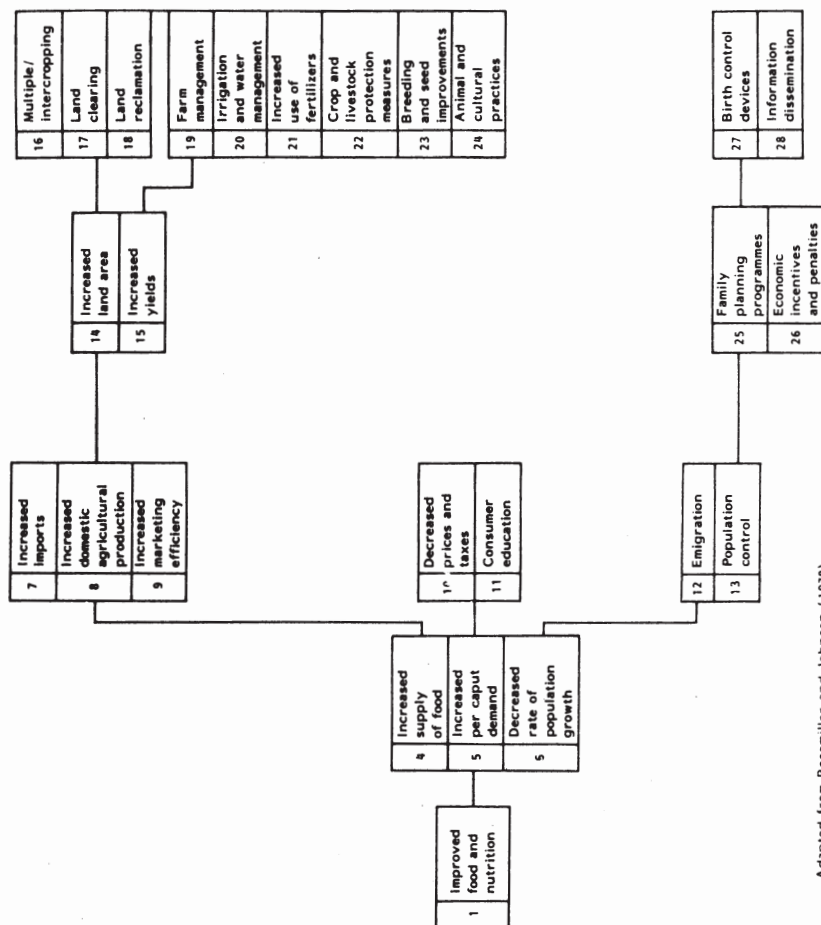 1
Improved
food and
nutrition
4
Increased
supply
of food
5
Increased
per caput
demand
Decreased
rate of
population
growth
7
Increased
imports
8
Increased
domestic
agricultural
production
9
Increased
marketing
efficiency
Decreased
prices and
taxes
11
Consumer
education
12
Emigration
13
Population
control
14
Increased
land area
15
Increased
yields
16
Multiple/
intercropping
17
Land
clearing
18
Land
reclamation
19
Farm
management
20
Irrigation
and water
management
21
Increased
use of
fertilizers
22
Crop and
livestock
protection
measures
23
Breeding
and seed
improvements
24
Animal and
cultural
practices
25
Family
planning
programmes
26
Economic
incentives
and penalties
27
Birth control
devices
28
Information
dissemination
Adapted from